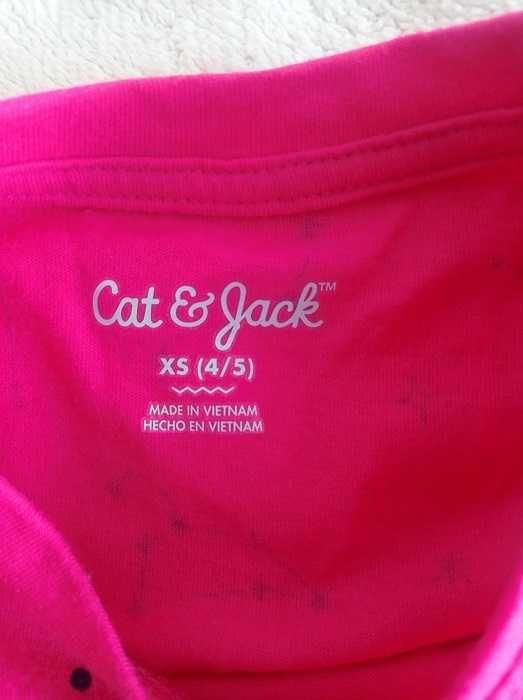 Cat & Jack™
XS (4/5)
MADE IN VIETNAM
HECHO EN VIETNAM